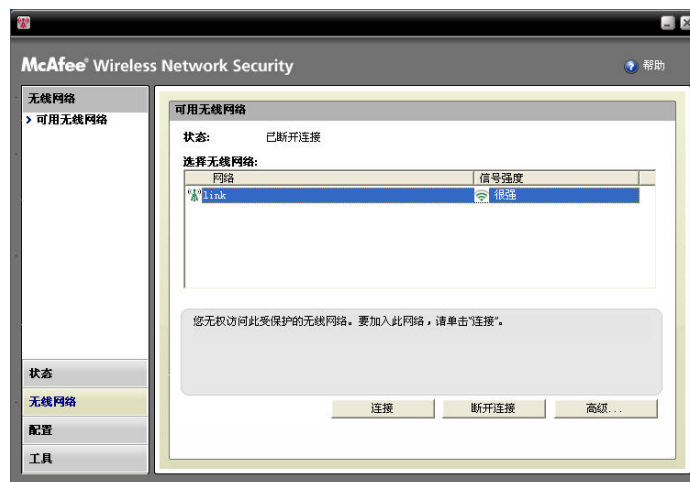 McAfee® Wireless Network Security
帮助
无线网络
可用无线网络
可用无线网络
状态: 已断开连接
选择无线网络:
网络 信号强度
link 很强
您无权访问此受保护的无线网络。要加入此网络，请单击“连接”。
连接 断开连接 高级...
状态
无线网络
配置
工具